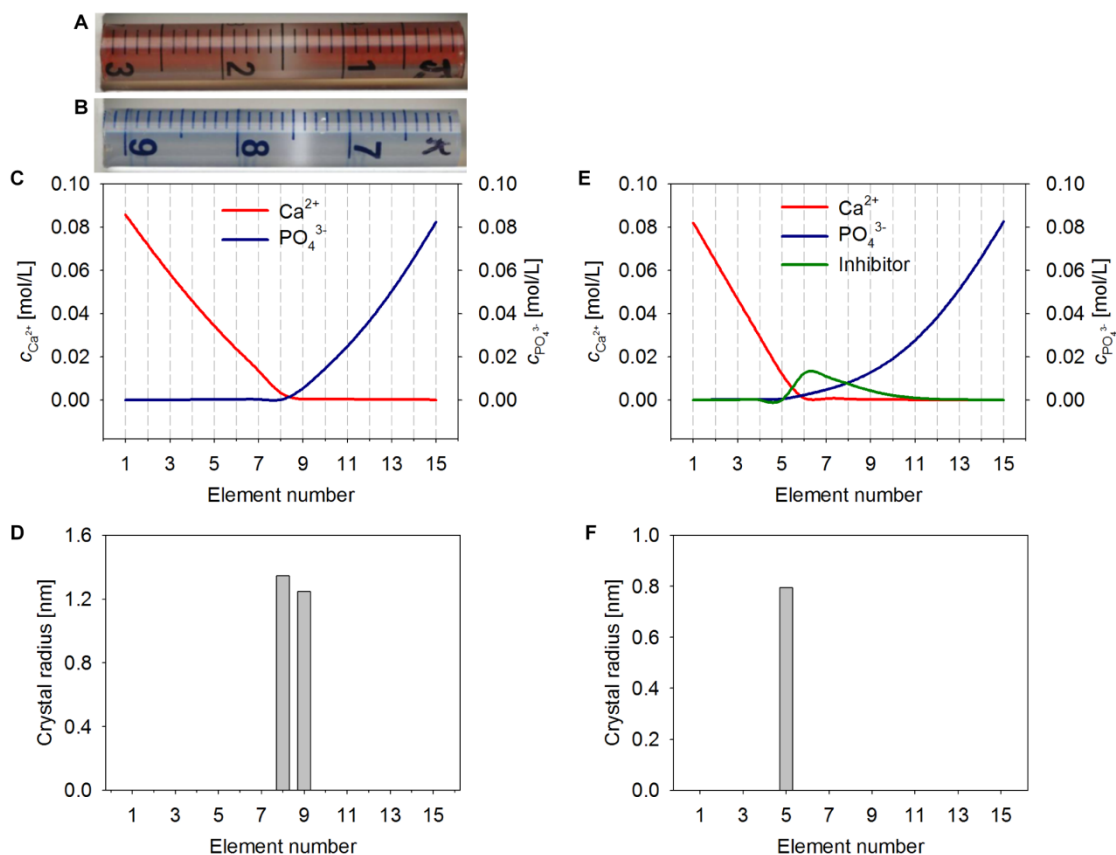 A
3 2 1
B
9 8 7 K
C
0.10
0.08
0.06
0.04
0.02
0.00
c Ca²⁺ [mol/L]
Ca²⁺
PO₄³⁻
0.10
0.08
0.06
0.04
0.02
0.00
c PO₄³⁻ [mol/L]
1 3 5 7 9 11 13 15
Element number
E
0.10
0.08
0.06
0.04
0.02
0.00
c Ca²⁺ [mol/L]
Ca²⁺
PO₄³⁻
Inhibitor
0.10
0.08
0.06
0.04
0.02
0.00
c PO₄³⁻ [mol/L]
1 3 5 7 9 11 13 15
Element number
D
1.6
1.2
0.8
0.4
0.0
Crystal radius [nm]
1 3 5 7 9 11 13 15
Element number
F
1.0
0.8
0.6
0.4
0.2
0.0
Crystal radius [nm]
1 3 5 7 9 11 13 15
Element number